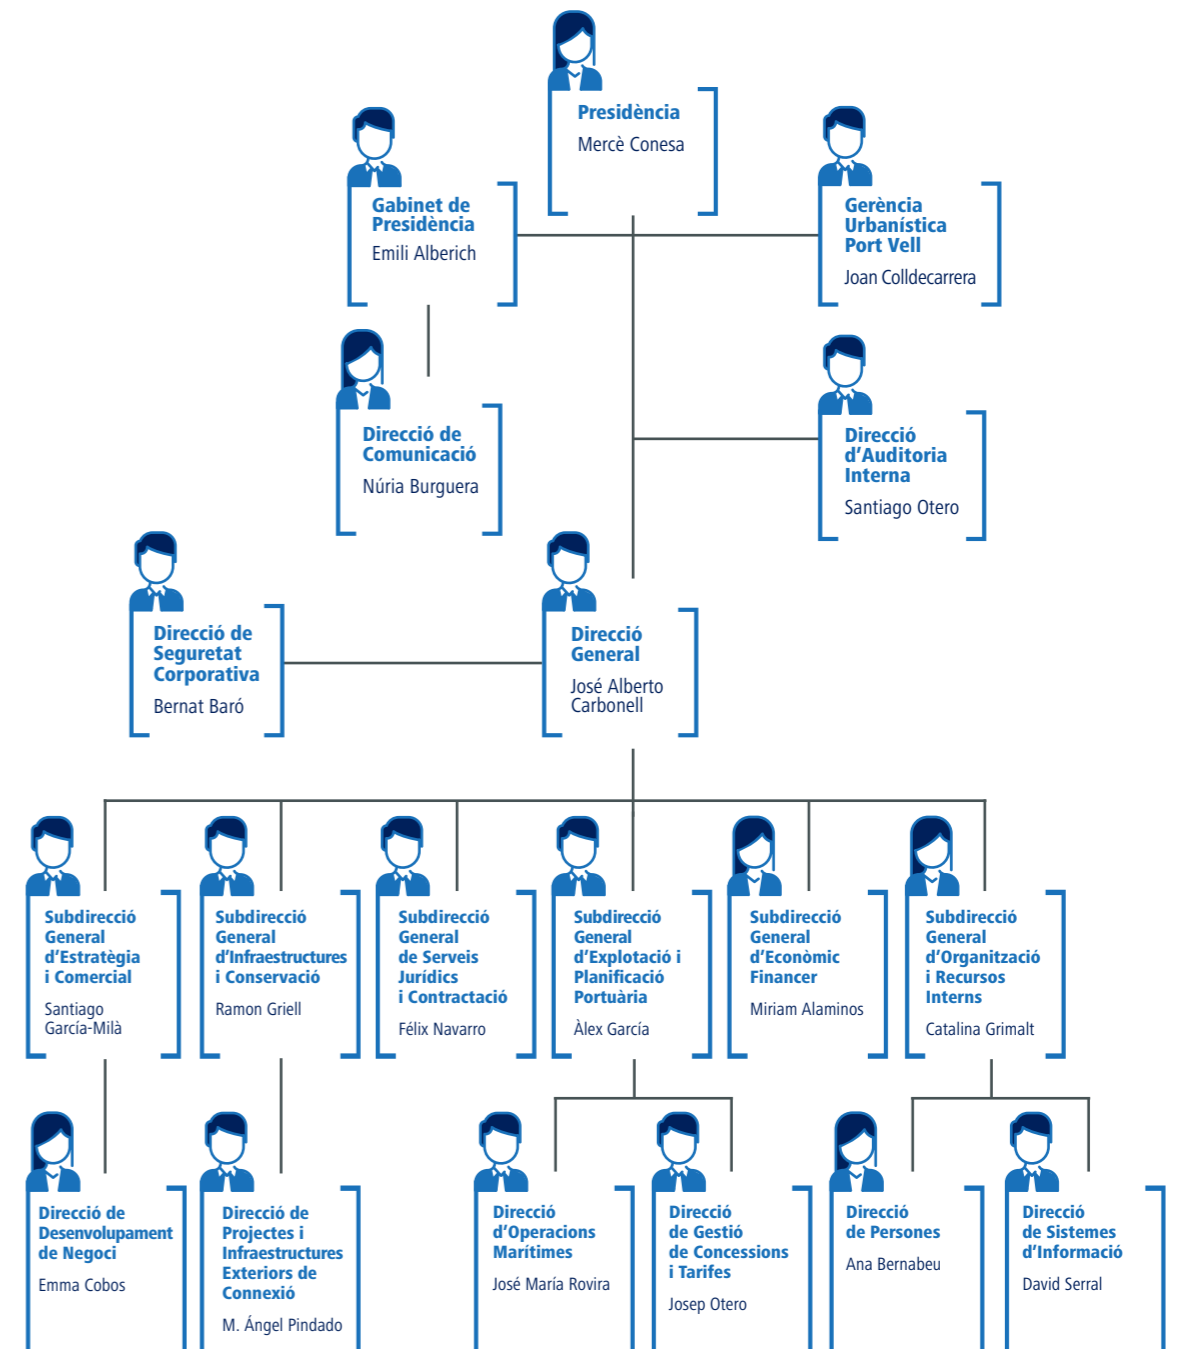 Presidència
Mercè Conesa
Gabinet de
Presidència
Emili Alberich
Gerència
Urbanística
Port Vell
Joan Colldecarrera
Direcció de
Comunicació
Núria Burguera
Direcció
d’Auditoria
Interna
Santiago Otero
Direcció de
Seguretat
Corporativa
Bernat Baró
Direcció
General
José Alberto
Carbonell
Subdirecció
General
d’Estratègia
i Comercial
Santiago
García-Milà
Subdirecció
General
d’Infraestructures
i Conservació
Ramon Griell
Subdirecció
General
de Serveis
Jurídics
i Contractació
Félix Navarro
Subdirecció
General
d’Explotació i
Planificació
Portuària
Àlex García
Subdirecció
General
d’Econòmic
Financer
Miriam Alaminos
Subdirecció
General
d’Organització
i Recursos
Interns
Catalina Grimalt
Direcció de
Desenvolupament
de Negoci
Emma Cobos
Direcció de
Projectes i
Infraestructures
Exteriors de
Connexió
M. Ángel Pindado
Direcció
d’Operacions
Marítimes
José María Rovira
Direcció
de Gestió
de Concessions
i Tarifes
Josep Otero
Direcció
de Persones
Ana Bernabeu
Direcció
de Sistemes
d’Informació
David Serral